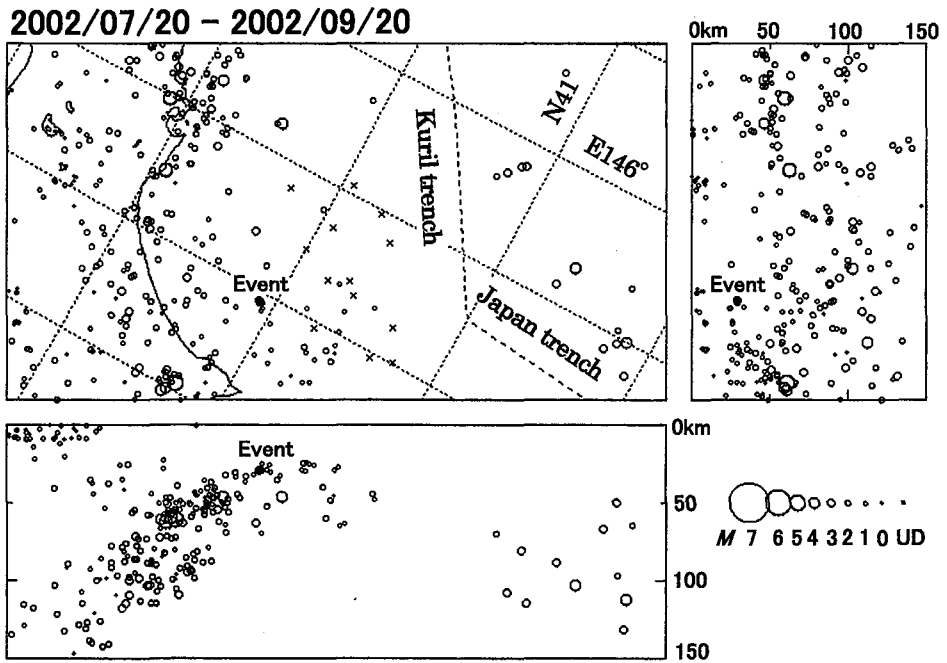 2002/07/20 - 2002/09/20
0km 50 100 150
N41
E146
Kuril trench
Event
Japan trench
Event
0km
Event
50
100
150
M 7 6 5 4 3 2 1 0 UD